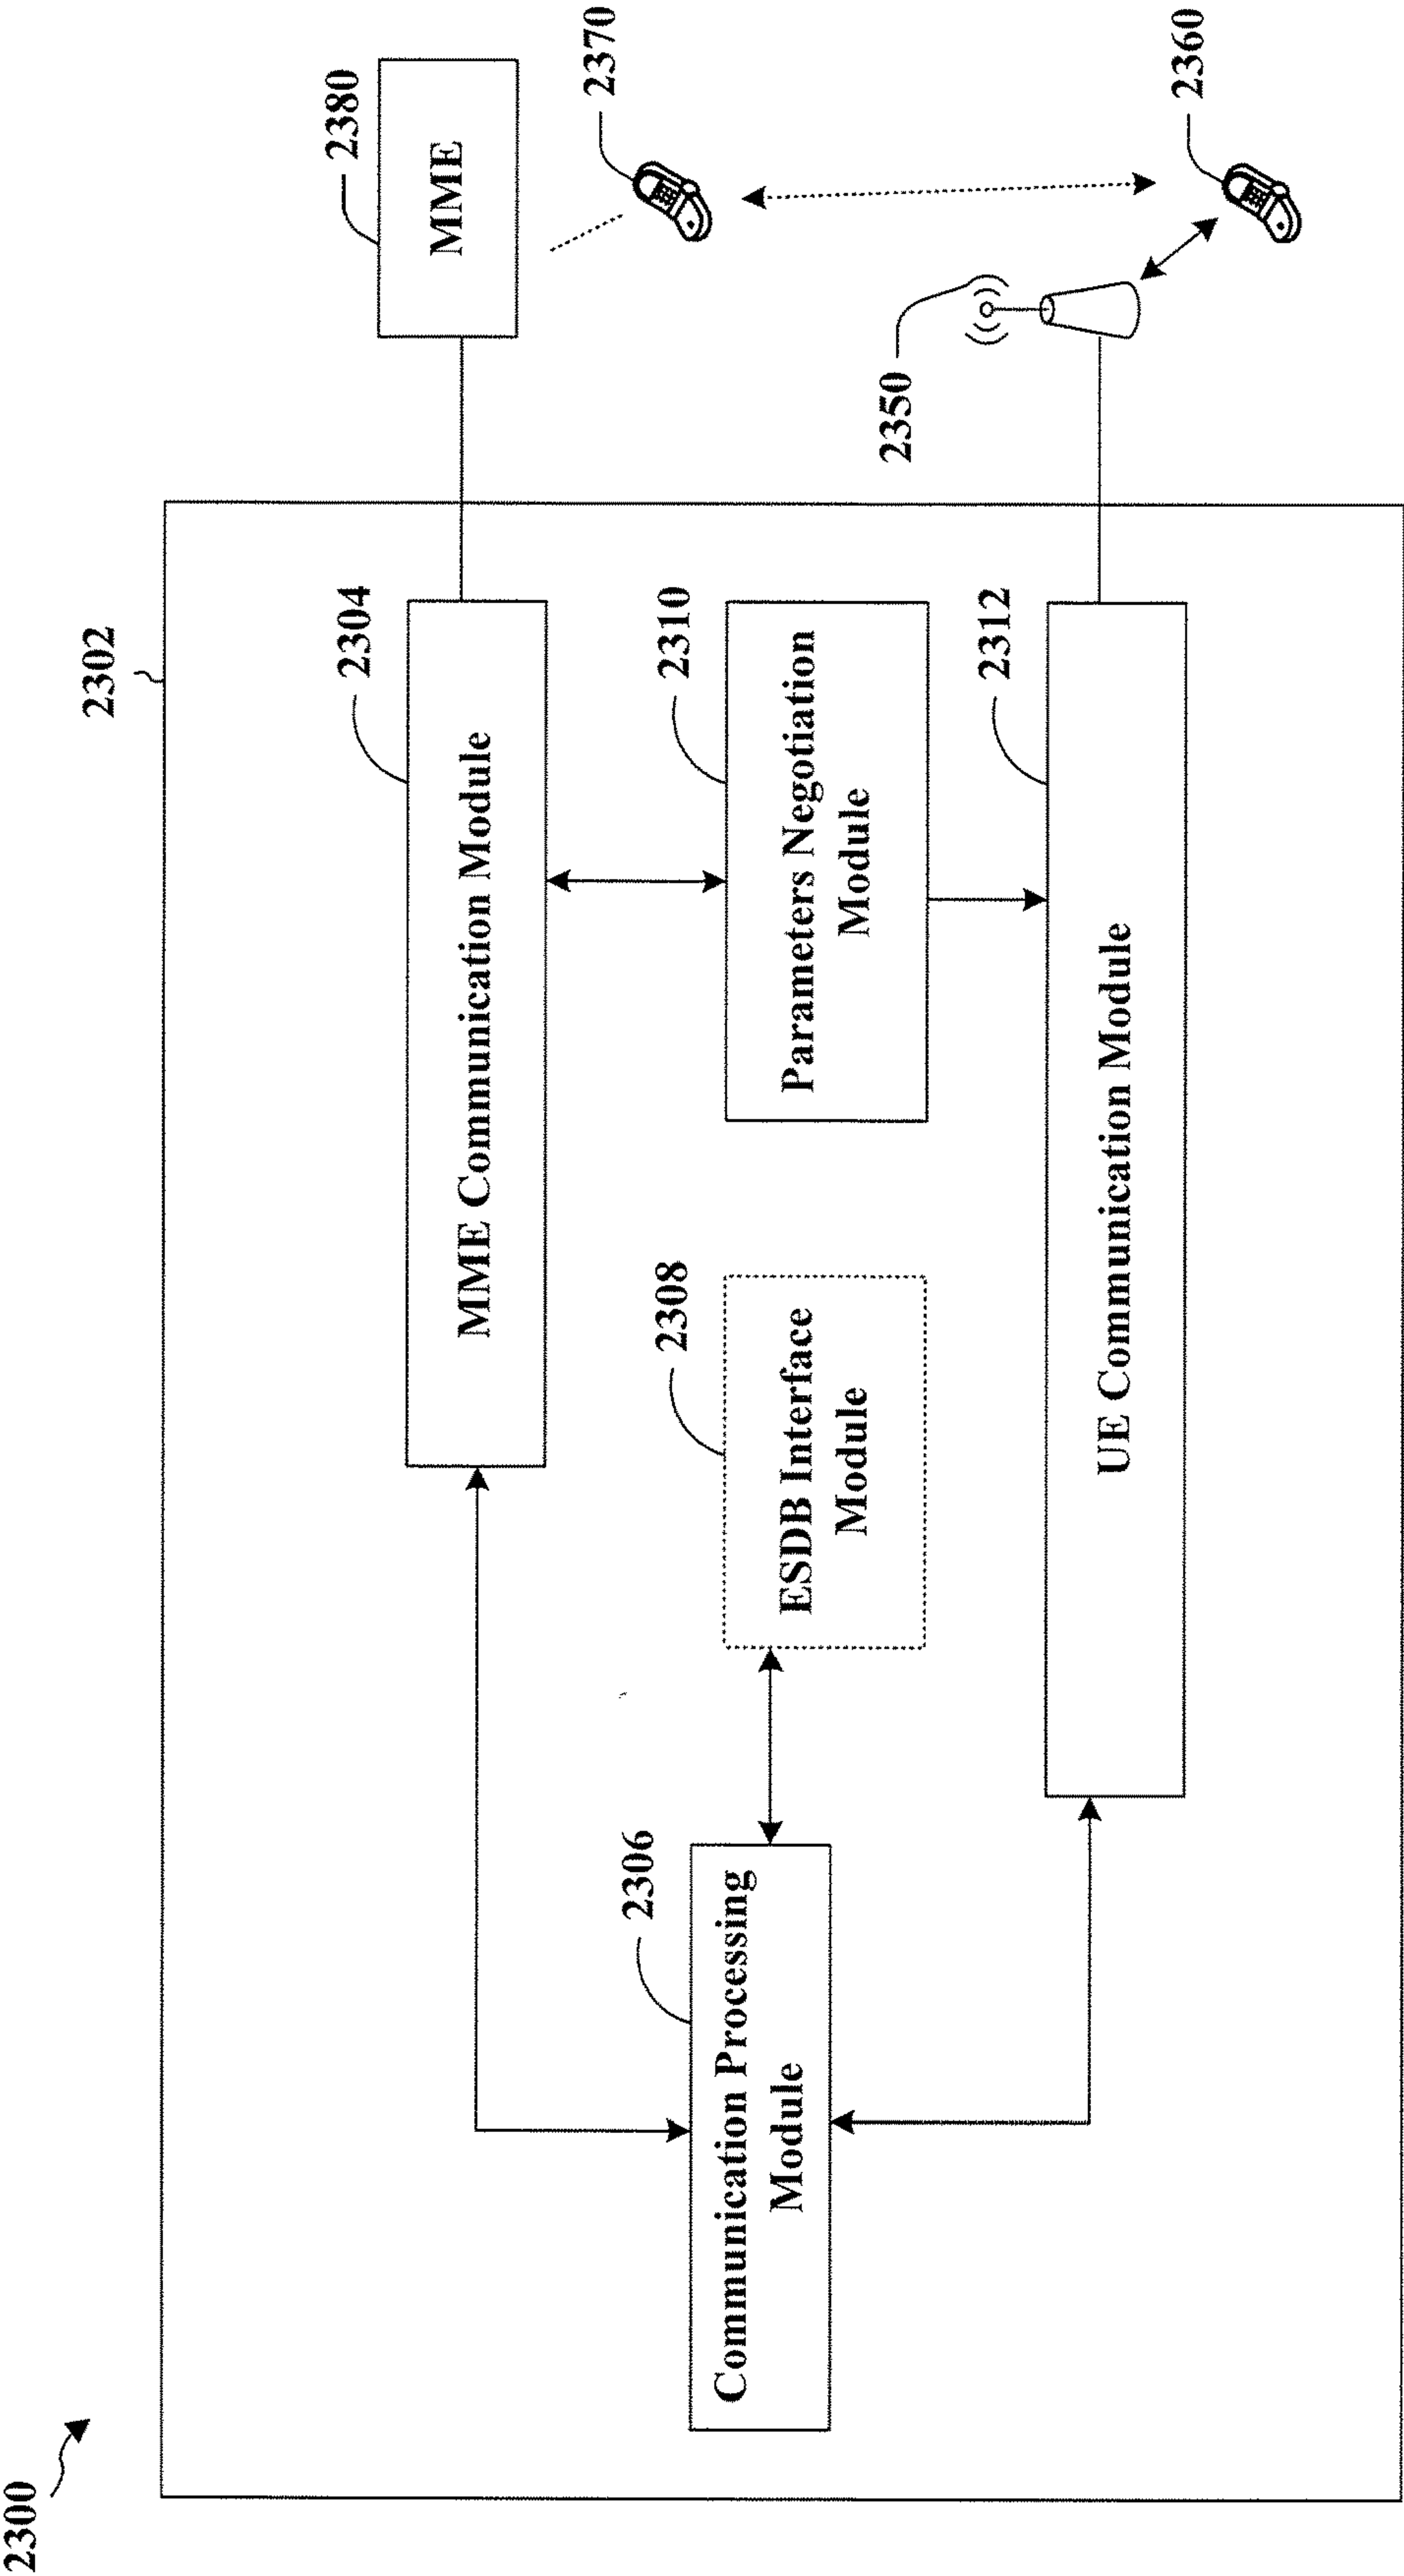 2300
2302
2380
MME
2304
MME Communication Module
2370
2306
Communication Processing
Module
2308
ESDB Interface
Module
2310
Parameters Negotiation
Module
2350
2360
2312
UE Communication Module